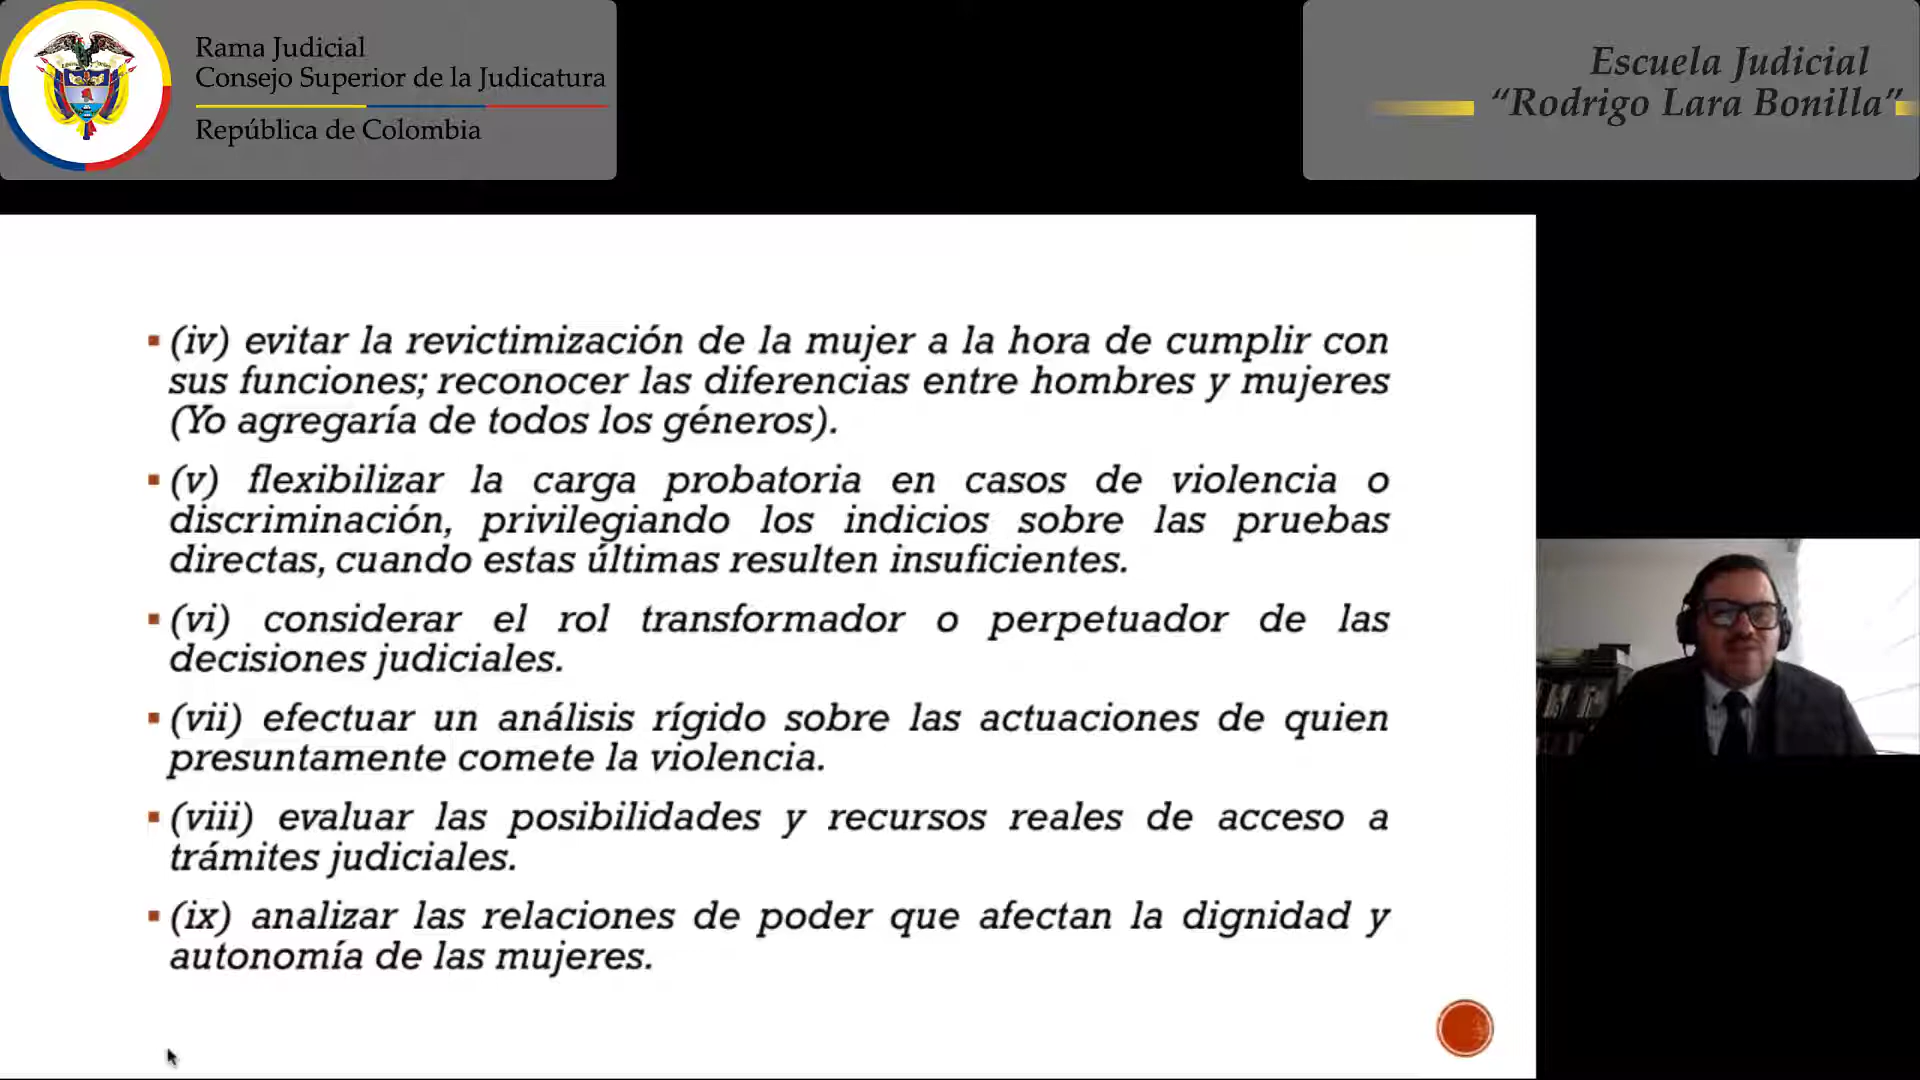 Rama Judicial
Consejo Superior de la Judicatura
República de Colombia
Escuela Judicial
“Rodrigo Lara Bonilla”
(iv) evitar la revictimización de la mujer a la hora de cumplir con
sus funciones; reconocer las diferencias entre hombres y mujeres
(Yo agregaría de todos los géneros).
(v) flexibilizar la carga probatoria en casos de violencia o
discriminación, privilegiando los indicios sobre las pruebas
directas, cuando estas últimas resulten insuficientes.
(vi) considerar el rol transformador o perpetuador de las
decisiones judiciales.
(vii) efectuar un análisis rígido sobre las actuaciones de quien
presuntamente comete la violencia.
(viii) evaluar las posibilidades y recursos reales de acceso a
trámites judiciales.
(ix) analizar las relaciones de poder que afectan la dignidad y
autonomía de las mujeres.